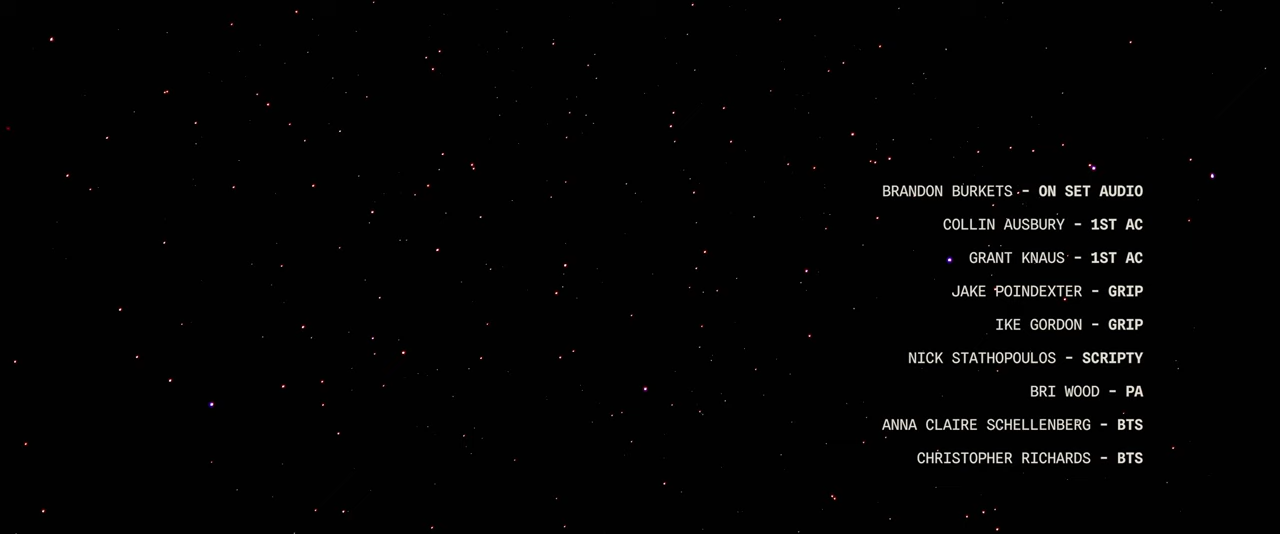 BRANDON BURKETS - ON SET AUDIO
COLLIN AUSBURY - 1ST AC
GRANT KNAUS - 1ST AC
JAKE POINDEXTER - GRIP
IKE GORDON - GRIP
NICK STATHOPOULOS - SCRIPTY
BRI WOOD - PA
ANNA CLAIRE SCHELLENBERG - BTS
CHRISTOPHER RICHARDS - BTS